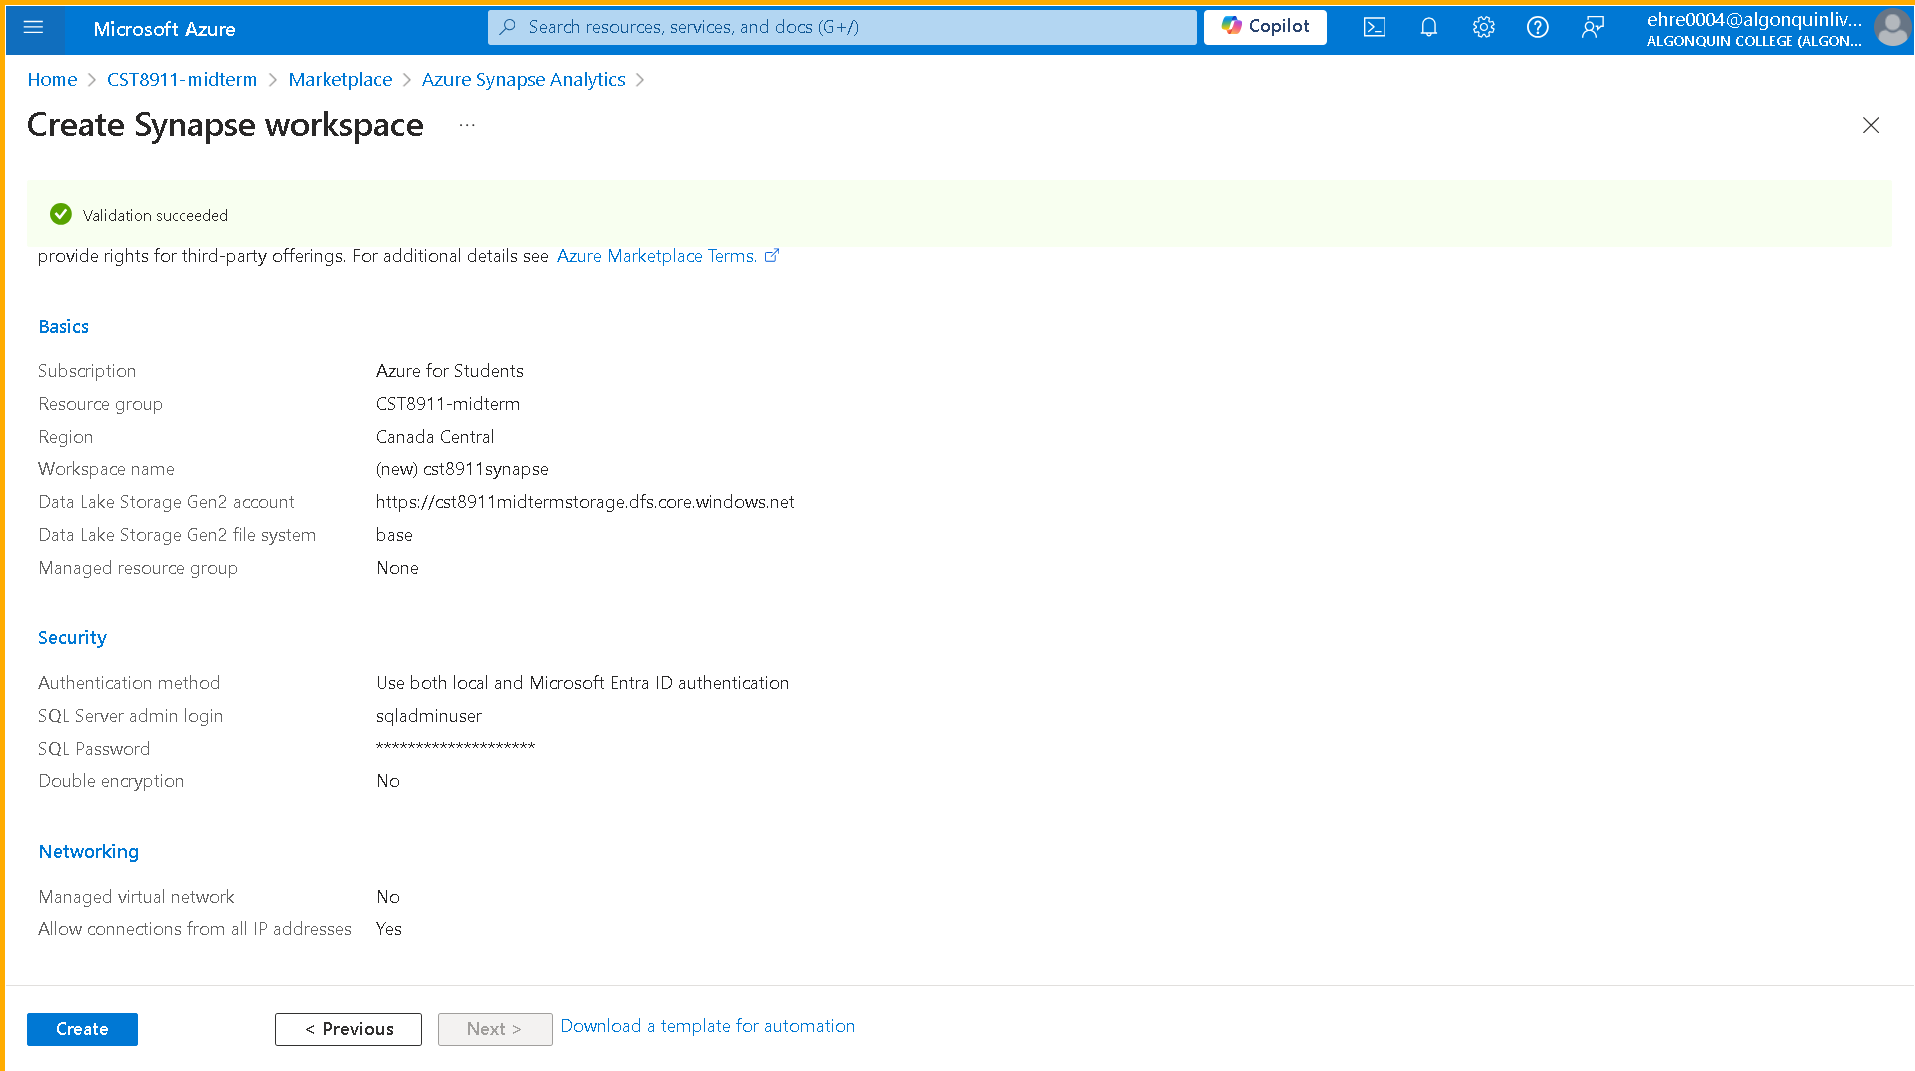 Microsoft Azure
Search resources, services, and docs (G+/)
Copilot
ehre0004@algonquinliv...
ALGONQUIN COLLEGE (ALGON...
Home > CST8911-midterm > Marketplace > Azure Synapse Analytics >
Create Synapse workspace ...
Validation succeeded
provide rights for third-party offerings. For additional details see Azure Marketplace Terms.
Basics
Subscription Azure for Students
Resource group CST8911-midterm
Region Canada Central
Workspace name (new) cst8911synapse
Data Lake Storage Gen2 account https://cst8911midtermstorage.dfs.core.windows.net
Data Lake Storage Gen2 file system base
Managed resource group None
Security
Authentication method Use both local and Microsoft Entra ID authentication
SQL Server admin login sqladminuser
SQL Password ********************
Double encryption No
Networking
Managed virtual network No
Allow connections from all IP addresses Yes
Create
< Previous
Next >
Download a template for automation